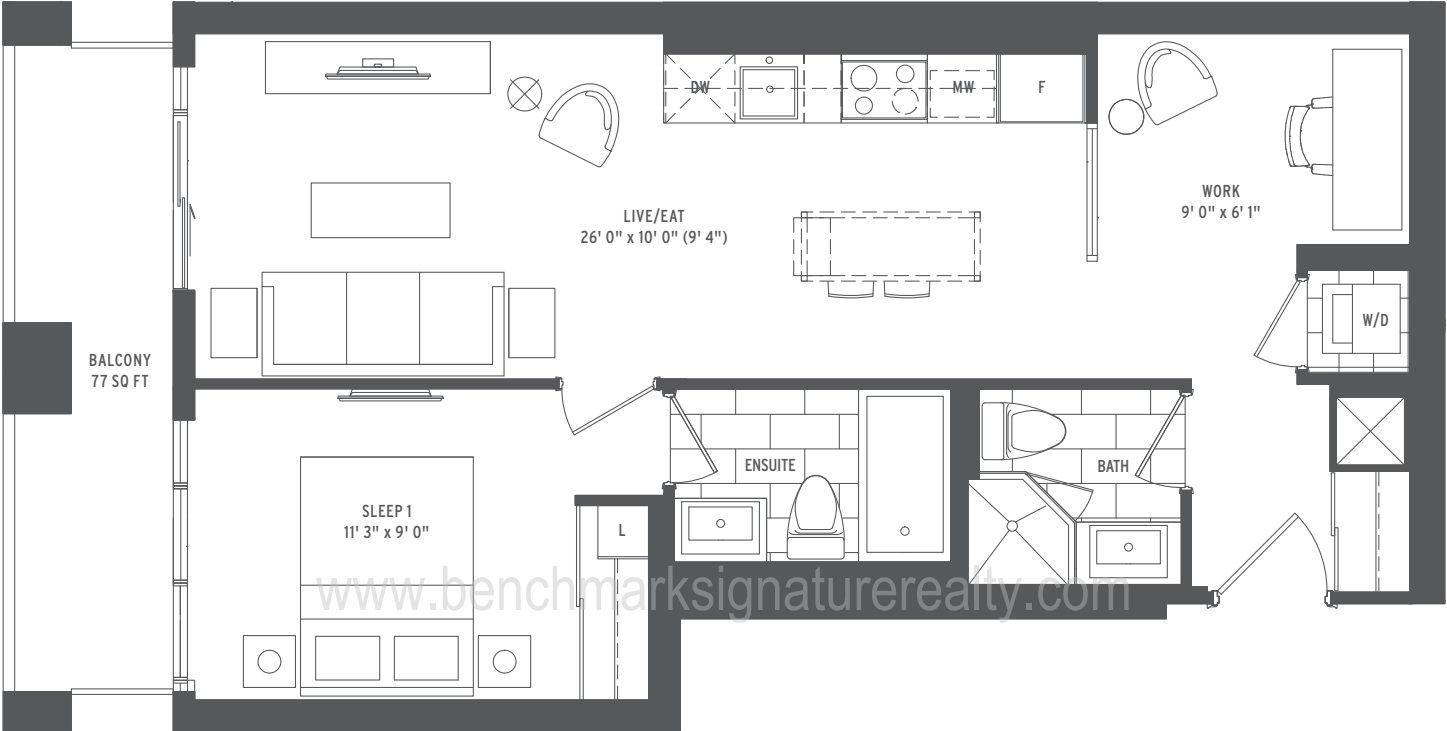 DW
MW
F
WORK
9' 0" x 6' 1"
LIVE/EAT
26' 0" x 10' 0" (9' 4")
W/D
BALCONY
77 SQ FT
ENSUITE
BATH
SLEEP 1
11' 3" x 9' 0"
L
www.benchmarksignaturerealty.com